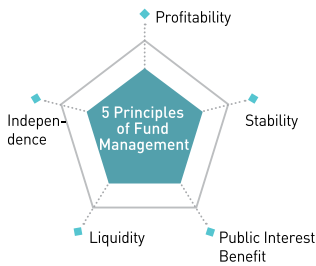 Profitability
5 Principles
of Fund
Management
Indepen-
dence
Stability
Liquidity
Public Interest
Benefit